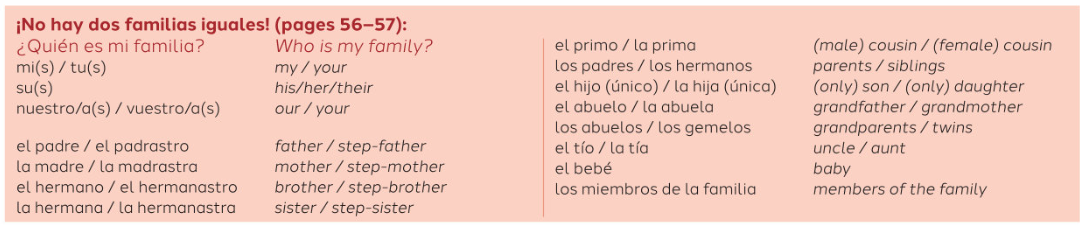 ¡No hay dos familias iguales! (pages 56–57):
¿Quién es mi familia? Who is my family?
mi(s) / tu(s) my / your
su(s) his/her/their
nuestro/a(s) / vuestro/a(s) our / your
el padre / el padrastro father / step-father
la madre / la madrastra mother / step-mother
el hermano / el hermanastro brother / step-brother
la hermana / la hermanastra sister / step-sister
el primo / la prima (male) cousin / (female) cousin
los padres / los hermanos parents / siblings
el hijo (único) / la hija (única) (only) son / (only) daughter
el abuelo / la abuela grandfather / grandmother
los abuelos / los gemelos grandparents / twins
el tío / la tía uncle / aunt
el bebé baby
los miembros de la familia members of the family